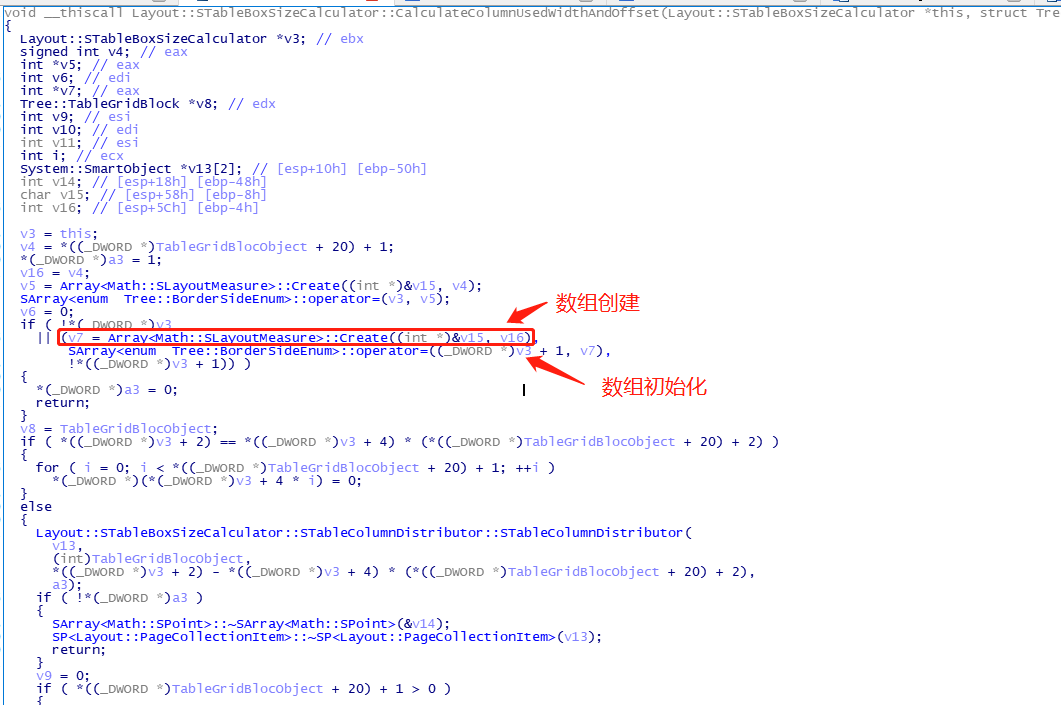 void __thiscall Layout::STableBoxSizeCalculator::CalculateColumnUsedWidthAndOffset(Layout::STableBoxSizeCalculator *this, struct Tre
{
  Layout::STableBoxSizeCalculator *v3; // ebx
  signed int v4; // eax
  int *v5; // eax
  int v6; // edi
  int *v7; // eax
  Tree::TableGridBlock *v8; // edx
  int v9; // esi
  int v10; // edi
  int v11; // esi
  int i; // ecx
  System::SmartObject *v13[2]; // [esp+10h] [ebp-50h]
  int v14; // [esp+18h] [ebp-48h]
  char v15; // [esp+58h] [ebp-8h]
  int v16; // [esp+5Ch] [ebp-4h]
  v3 = this;
  v4 = *((_DWORD *)TableGridBlocObject + 20) + 1;
  *(_DWORD *)a3 = 1;
  v16 = v4;
  v5 = Array<Math::SLayoutMeasure>::Create((int *)&v15, v4);
  SArray<enum  Tree::BorderSideEnum>::operator=(v3, v5);
  v6 = 0;
  if ( !*(_DWORD *)v3
数组创建
    || (v7 = Array<Math::SLayoutMeasure>::Create((int *)&v15, v16),
        SArray<enum  Tree::BorderSideEnum>::operator=((_DWORD *)v3 + 1, v7),
        !*((_DWORD *)v3 + 1)) )
数组初始化
  {
    *(_DWORD *)a3 = 0;
    return;
  }
  v8 = TableGridBlocObject;
  if ( *((_DWORD *)v3 + 2) == *((_DWORD *)v3 + 4) * (*((_DWORD *)TableGridBlocObject + 20) + 2) )
  {
    for ( i = 0; i < *((_DWORD *)TableGridBlocObject + 20) + 1; ++i )
      *(_DWORD *)(*(_DWORD *)v3 + 4 * i) = 0;
  }
  else
  {
    Layout::STableBoxSizeCalculator::STableColumnDistributor::STableColumnDistributor(
      v13,
      (int)TableGridBlocObject,
      *((_DWORD *)v3 + 2) - *((_DWORD *)v3 + 4) * (*((_DWORD *)TableGridBlocObject + 20) + 2),
      a3);
    if ( !*(_DWORD *)a3 )
    {
      SArray<Math::SPoint>::~SArray<Math::SPoint>(&v14);
      SP<Layout::PageCollectionItem>::~SP<Layout::PageCollectionItem>(v13);
      return;
    }
    v9 = 0;
    if ( *((_DWORD *)TableGridBlocObject + 20) + 1 > 0 )
    {